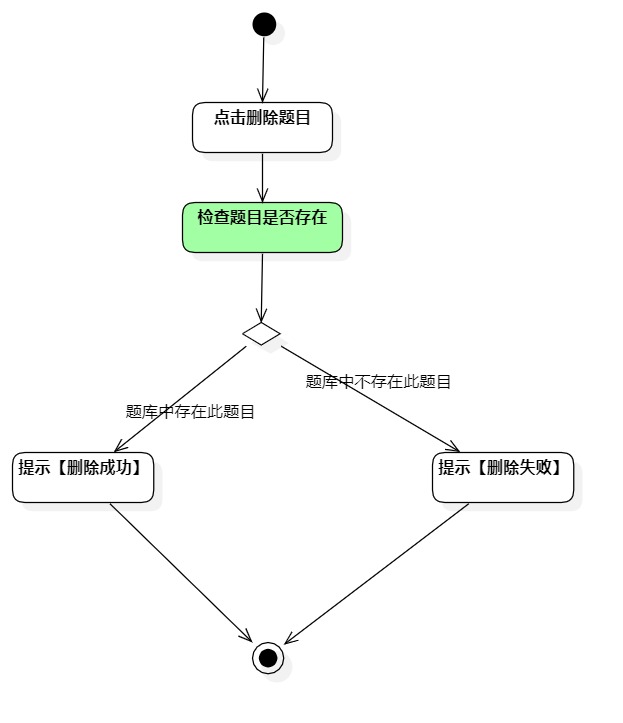 点击删除题目
检查题目是否存在
题库中不存在此题目
题库中存在此题目
提示【删除成功】
提示【删除失败】